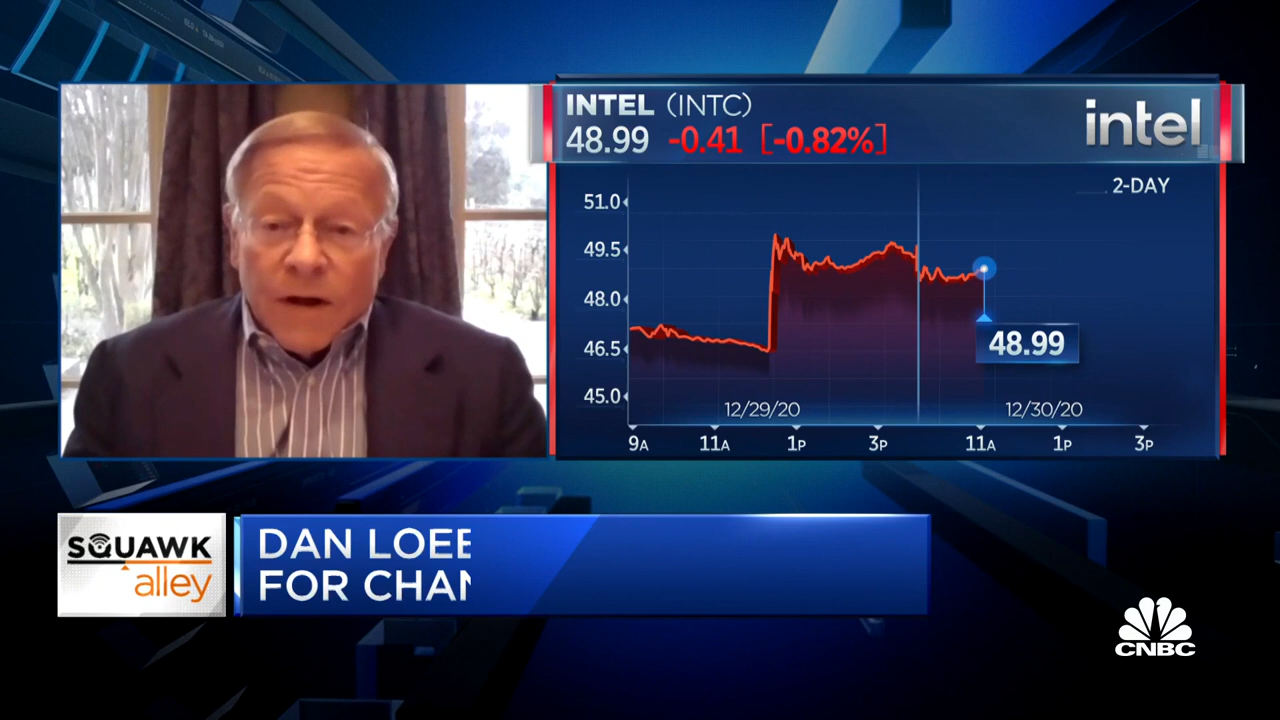 INTEL (INTC)
48.99 -0.41 [-0.82%]
intel
2-DAY
51.0
49.5
48.0
46.5
45.0
48.99
12/29/20
12/30/20
9A 11A 1P 3P 11A 1P 3P
SQUAWK
alley
DAN LOEB
FOR CHAN
CNBC